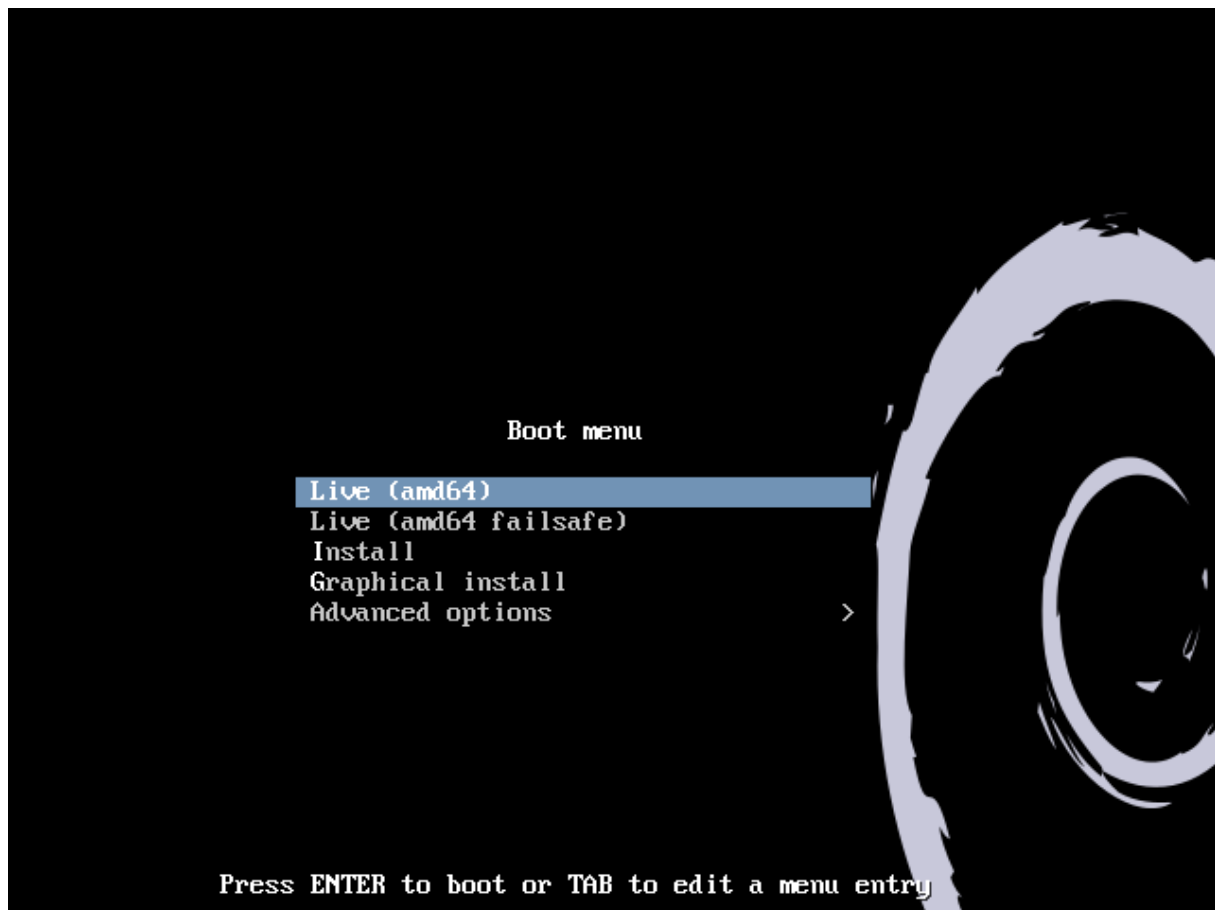 Boot menu
Live (amd64)
Live (amd64 failsafe)
Install
Graphical install
Advanced options >
Press ENTER to boot or TAB to edit a menu entry